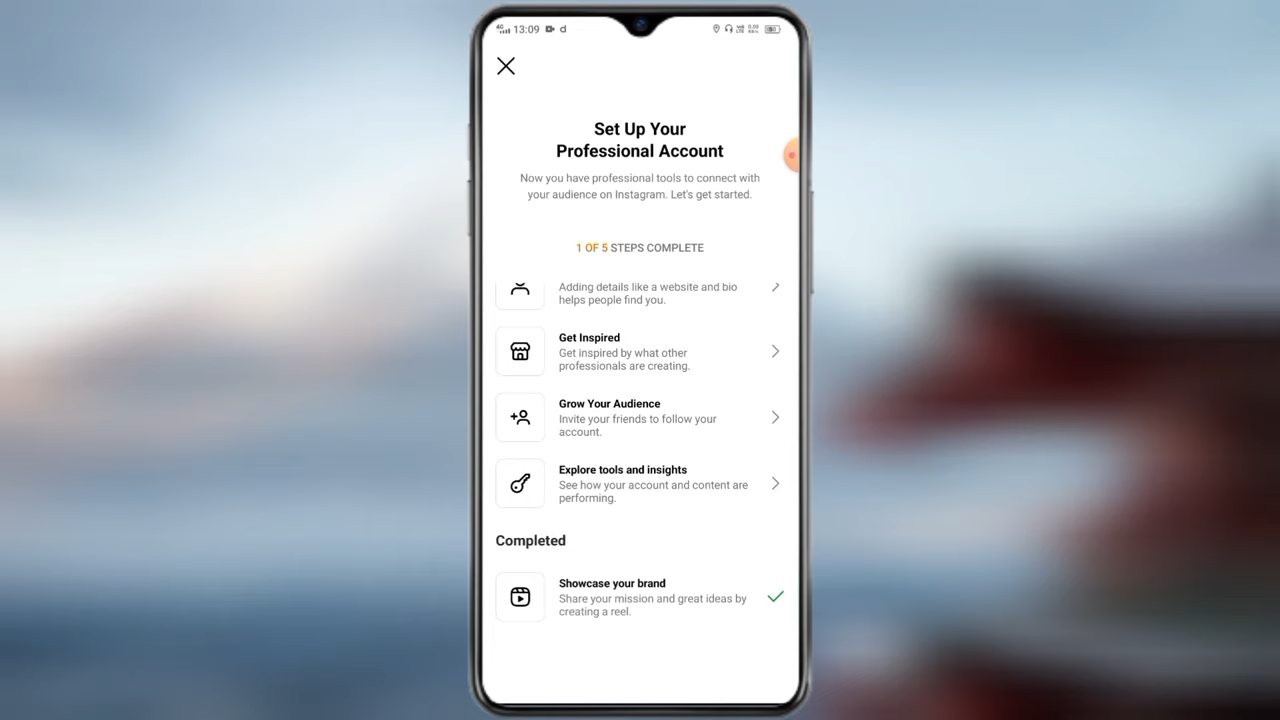 4G 13:09 d
Set Up Your
Professional Account
Now you have professional tools to connect with
your audience on Instagram. Let's get started.
1 OF 5 STEPS COMPLETE
Adding details like a website and bio
helps people find you.
Get Inspired
Get inspired by what other
professionals are creating.
Grow Your Audience
Invite your friends to follow your
account.
Explore tools and insights
See how your account and content are
performing.
Completed
Showcase your brand
Share your mission and great ideas by
creating a reel.